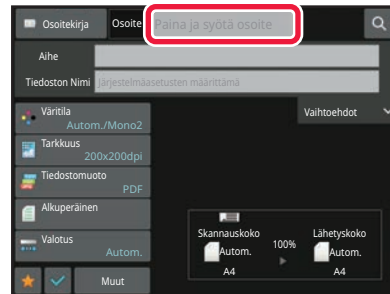 Osoitekirja
Osoite
Paina ja syötä osoite
Aihe
Tiedoston Nimi
Järjestelmäasetusten määrittämä
Väritila
Autom./Mono2
Vaihtoehdot
Tarkkuus
200x200dpi
Tiedostomuoto
PDF
Alkuperäinen
Valotus
Autom.
Skannauskoko
Autom.
A4
100%
Lähetyskoko
Autom.
A4
Muut